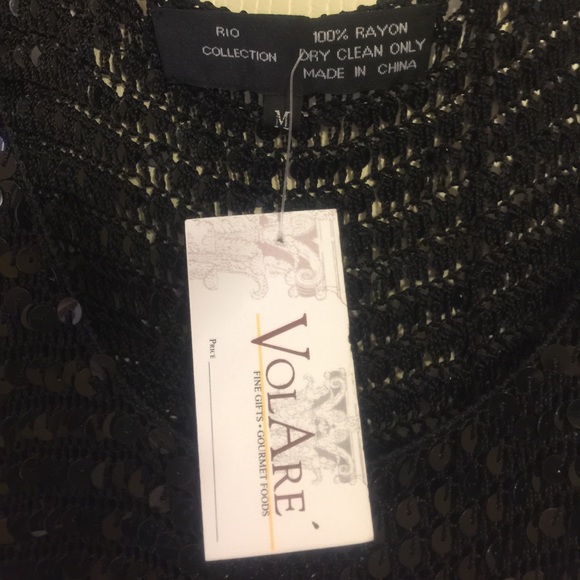 RIO
COLLECTION
100% RAYON
DRY CLEAN ONLY
MADE IN CHINA
M
VOLARE´
FINE GIFTS • GOURMET FOODS
PRICE